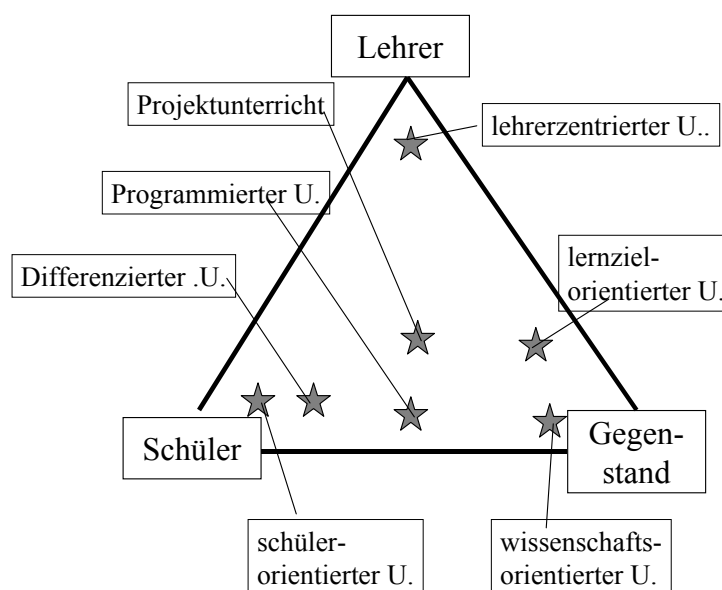 Lehrer
Projektunterricht
lehrerzentrierter U..
Programmierter U.
Differenzierter .U.
lernziel-
orientierter U.
Schüler
Gegen-
stand
schüler-
orientierter U.
wissenschafts-
orientierter U.